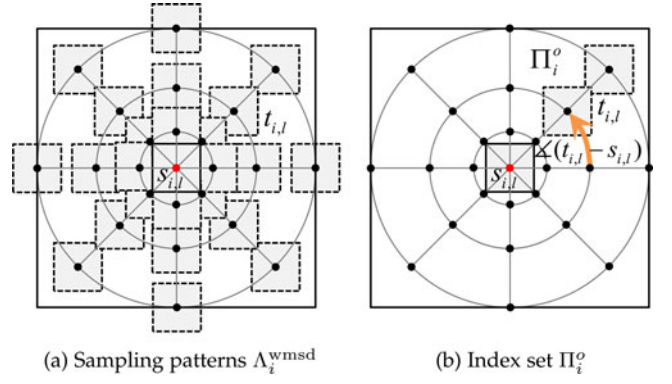 t_{i,l}
s_{i,l}
Π_i^o
t_{i,l}
∡(t_{i,l}−s_{i,l})
s_{i,l}
(a) Sampling patterns Λ_i^{wmsd}
(b) Index set Π_i^o